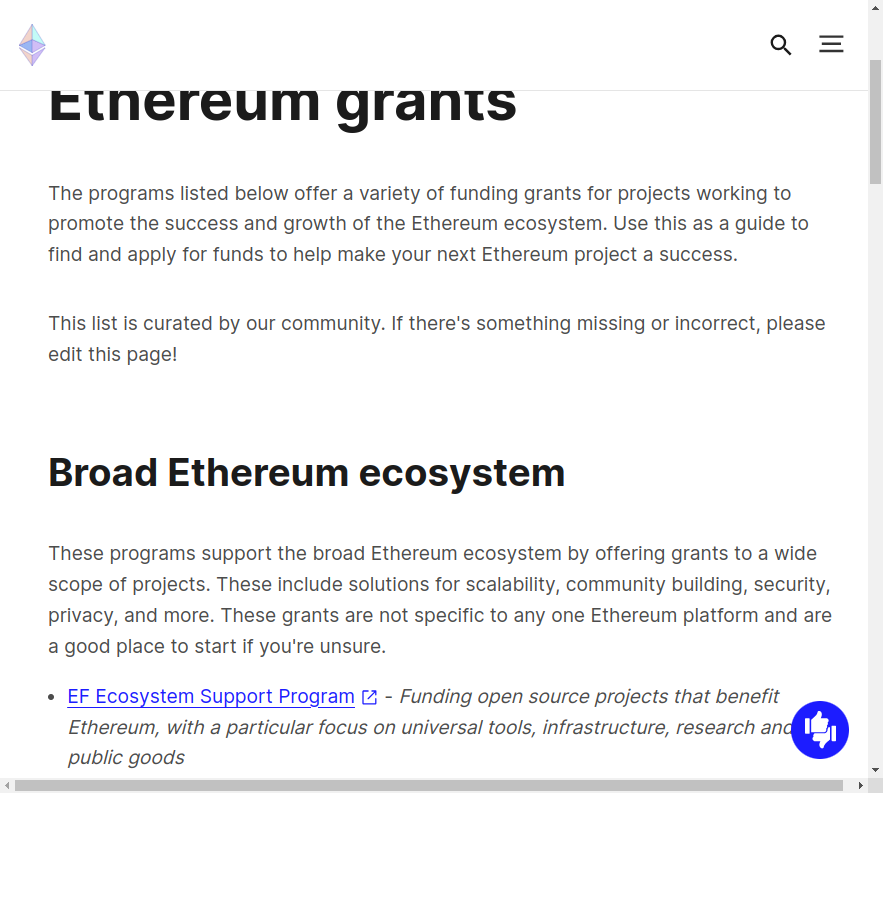 Ethereum grants
The programs listed below offer a variety of funding grants for projects working to
promote the success and growth of the Ethereum ecosystem. Use this as a guide to
find and apply for funds to help make your next Ethereum project a success.
This list is curated by our community. If there's something missing or incorrect, please
edit this page!
Broad Ethereum ecosystem
These programs support the broad Ethereum ecosystem by offering grants to a wide
scope of projects. These include solutions for scalability, community building, security,
privacy, and more. These grants are not specific to any one Ethereum platform and are
a good place to start if you're unsure.
• EF Ecosystem Support Program - Funding open source projects that benefit
Ethereum, with a particular focus on universal tools, infrastructure, research and
public goods